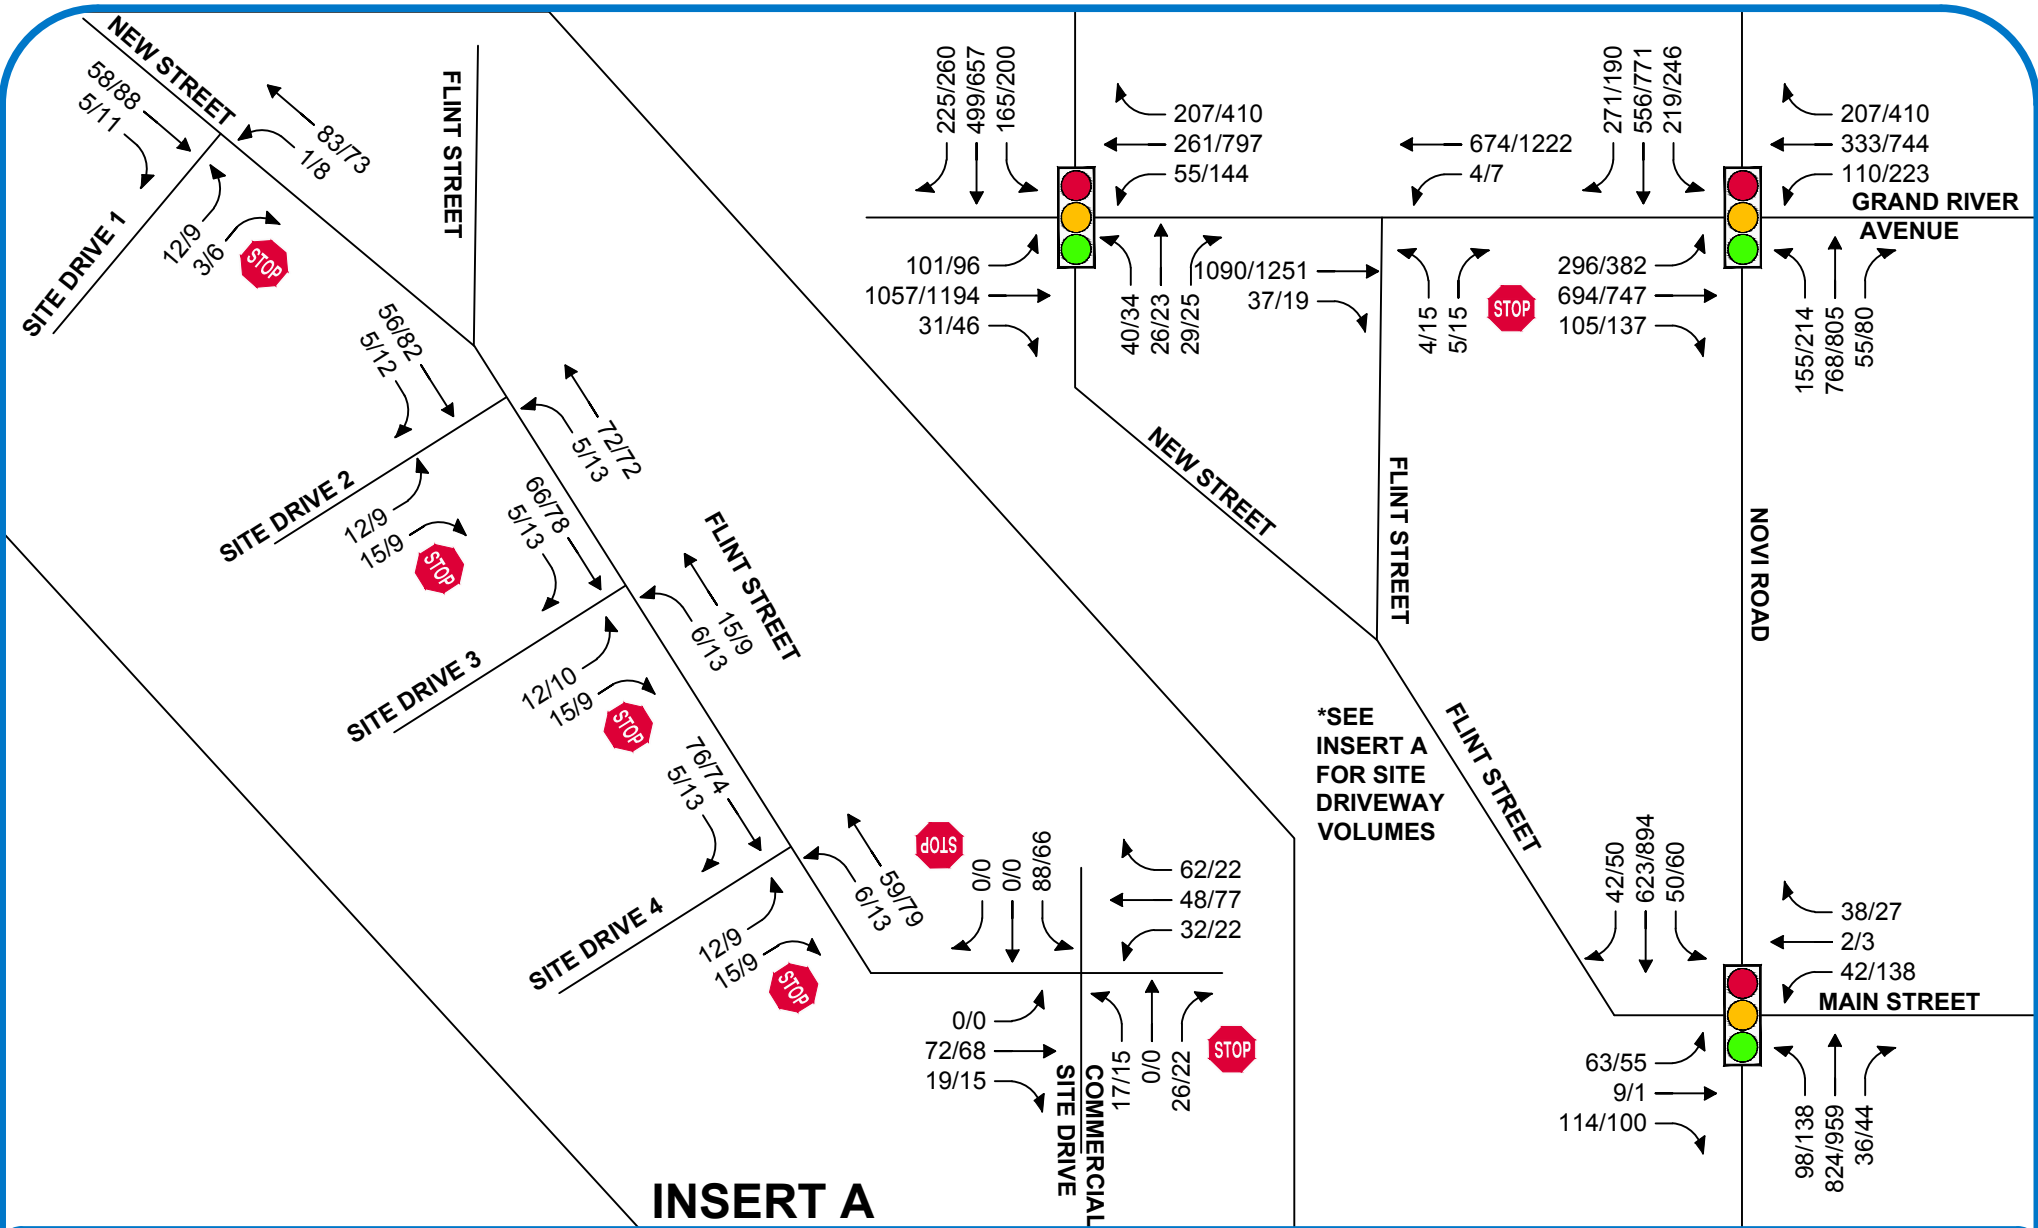 NEW STREET
58/88
5/11
83/73
1/8
12/9
3/6
STOP
SITE DRIVE 1
FLINT STREET
56/82
5/12
72/72
5/13
SITE DRIVE 2
12/9
15/9
STOP
66/78
5/13
FLINT STREET
15/9
6/13
SITE DRIVE 3
12/10
15/9
STOP
76/74
5/13
59/79
6/13
SITE DRIVE 4
12/9
15/9
STOP
STOP
0/0
0/0
88/66
62/22
48/77
32/22
0/0
72/68
19/15
17/15
0/0
26/22
STOP
COMMERCIAL
SITE DRIVE
INSERT A
225/260
499/657
165/200
207/410
261/797
55/144
101/96
1057/1194
31/46
40/34
26/23
29/25
674/1222
4/7
1090/1251
37/19
4/15
5/15
STOP
271/190
556/771
219/246
207/410
333/744
110/223
GRAND RIVER
AVENUE
296/382
694/747
105/137
155/214
768/805
55/80
NEW STREET
FLINT STREET
NOVI ROAD
*SEE
INSERT A
FOR SITE
DRIVEWAY
VOLUMES
FLINT STREET
42/50
623/894
50/60
38/27
2/3
42/138
MAIN STREET
63/55
9/1
114/100
98/138
824/959
36/44